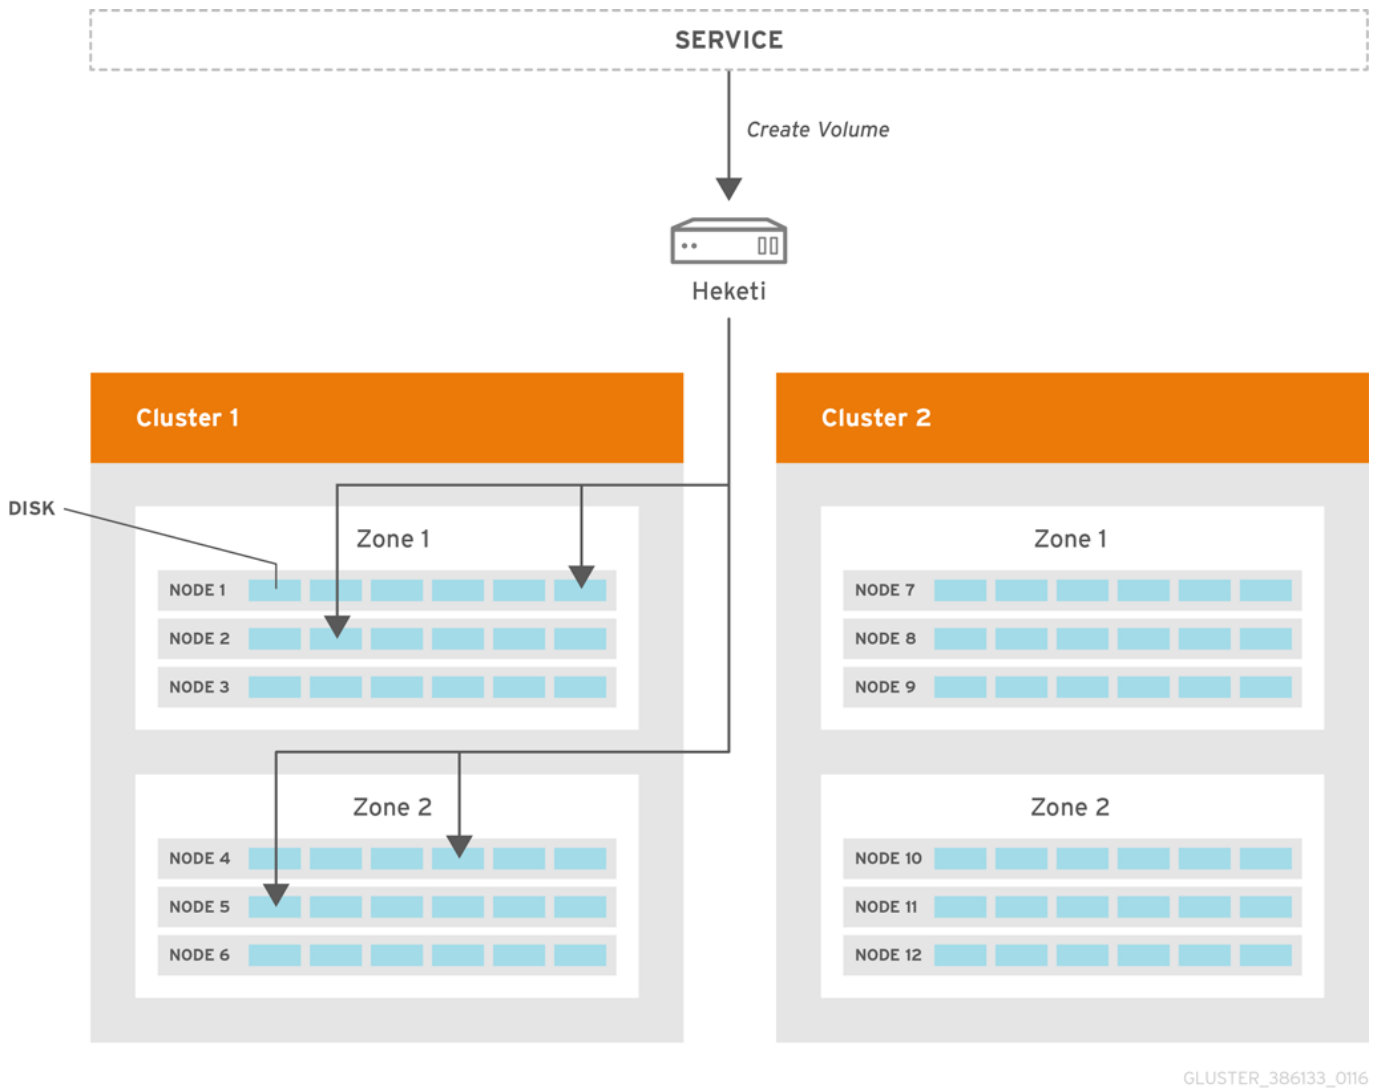 SERVICE
Create Volume
Heketi
Cluster 1
DISK
Zone 1
NODE 1
NODE 2
NODE 3
Zone 2
NODE 4
NODE 5
NODE 6
Cluster 2
Zone 1
NODE 7
NODE 8
NODE 9
Zone 2
NODE 10
NODE 11
NODE 12
GLUSTER_386133_0116